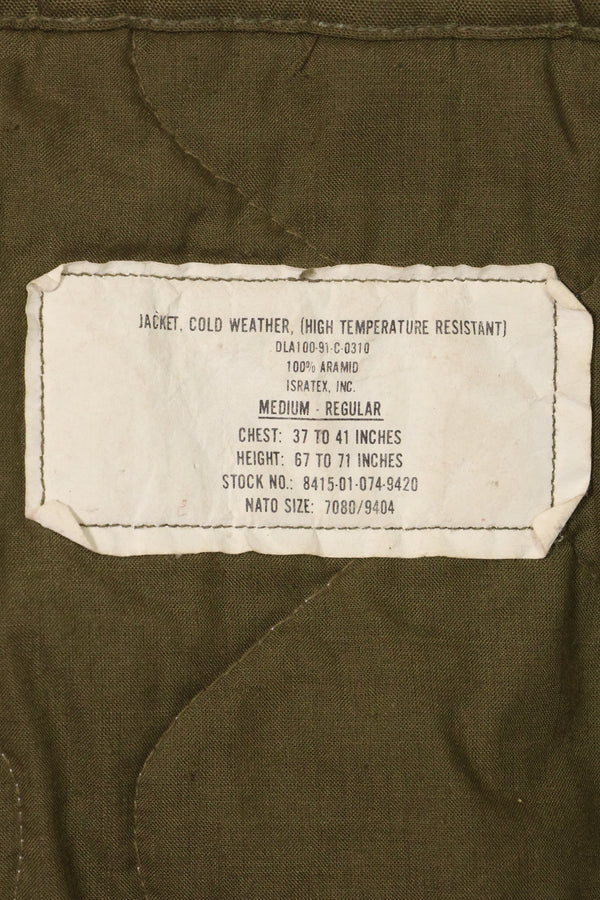 JACKET, COLD WEATHER, (HIGH TEMPERATURE RESISTANT)
DLA100-91-C-0310
100% ARAMID
ISRATEX, INC.
MEDIUM - REGULAR
CHEST: 37 TO 41 INCHES
HEIGHT: 67 TO 71 INCHES
STOCK NO.: 8415-01-074-9420
NATO SIZE: 7080/9404